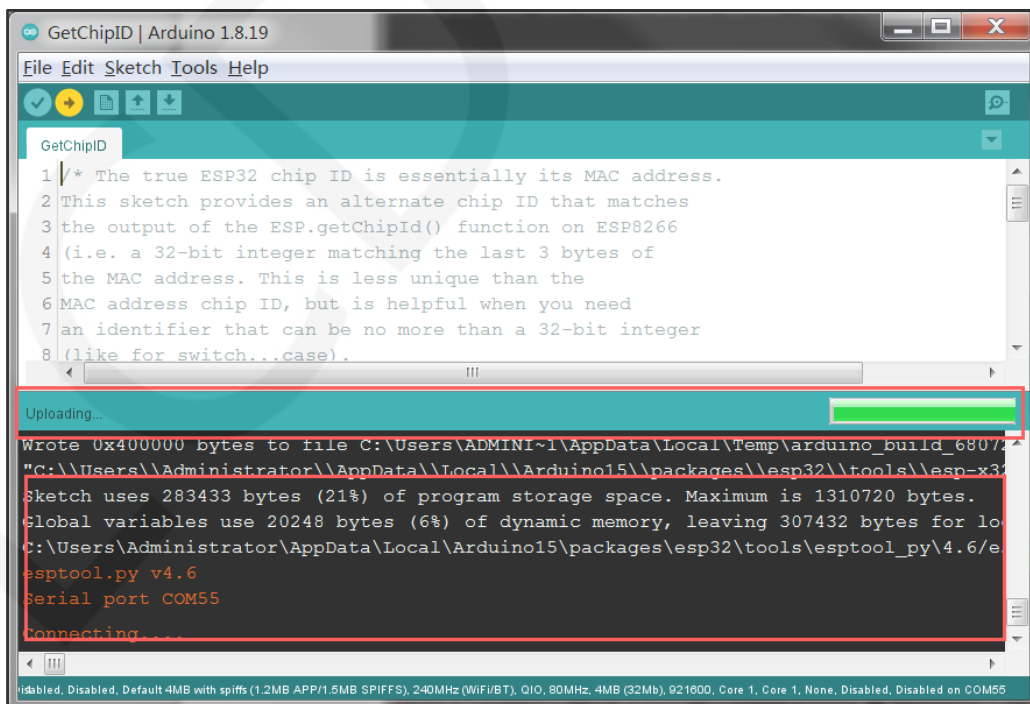 GetChipID | Arduino 1.8.19
File Edit Sketch Tools Help
GetChipID
1 /* The true ESP32 chip ID is essentially its MAC address.
2 This sketch provides an alternate chip ID that matches
3 the output of the ESP.getChipId() function on ESP8266
4 (i.e. a 32-bit integer matching the last 3 bytes of
5 the MAC address. This is less unique than the
6 MAC address chip ID, but is helpful when you need
7 an identifier that can be no more than a 32-bit integer
8 (like for switch...case).
Uploading...
Wrote 0x400000 bytes to file C:\Users\ADMINI~1\AppData\Local\Temp\arduino_build_68072
"C:\\Users\\Administrator\\AppData\\Local\\Arduino15\\packages\\esp32\\tools\\esp-x32
Sketch uses 283433 bytes (21%) of program storage space. Maximum is 1310720 bytes.
Global variables use 20248 bytes (6%) of dynamic memory, leaving 307432 bytes for lo
C:\Users\Administrator\AppData\Local\Arduino15\packages\esp32\tools\esptool_py\4.6/e
esptool.py v4.6
Serial port COM55
Connecting....
Disabled, Disabled, Default 4MB with spiffs (1.2MB APP/1.5MB SPIFFS), 240MHz (WiFi/BT), QIO, 80MHz, 4MB (32Mb), 921600, Core 1, Core 1, None, Disabled, Disabled on COM55